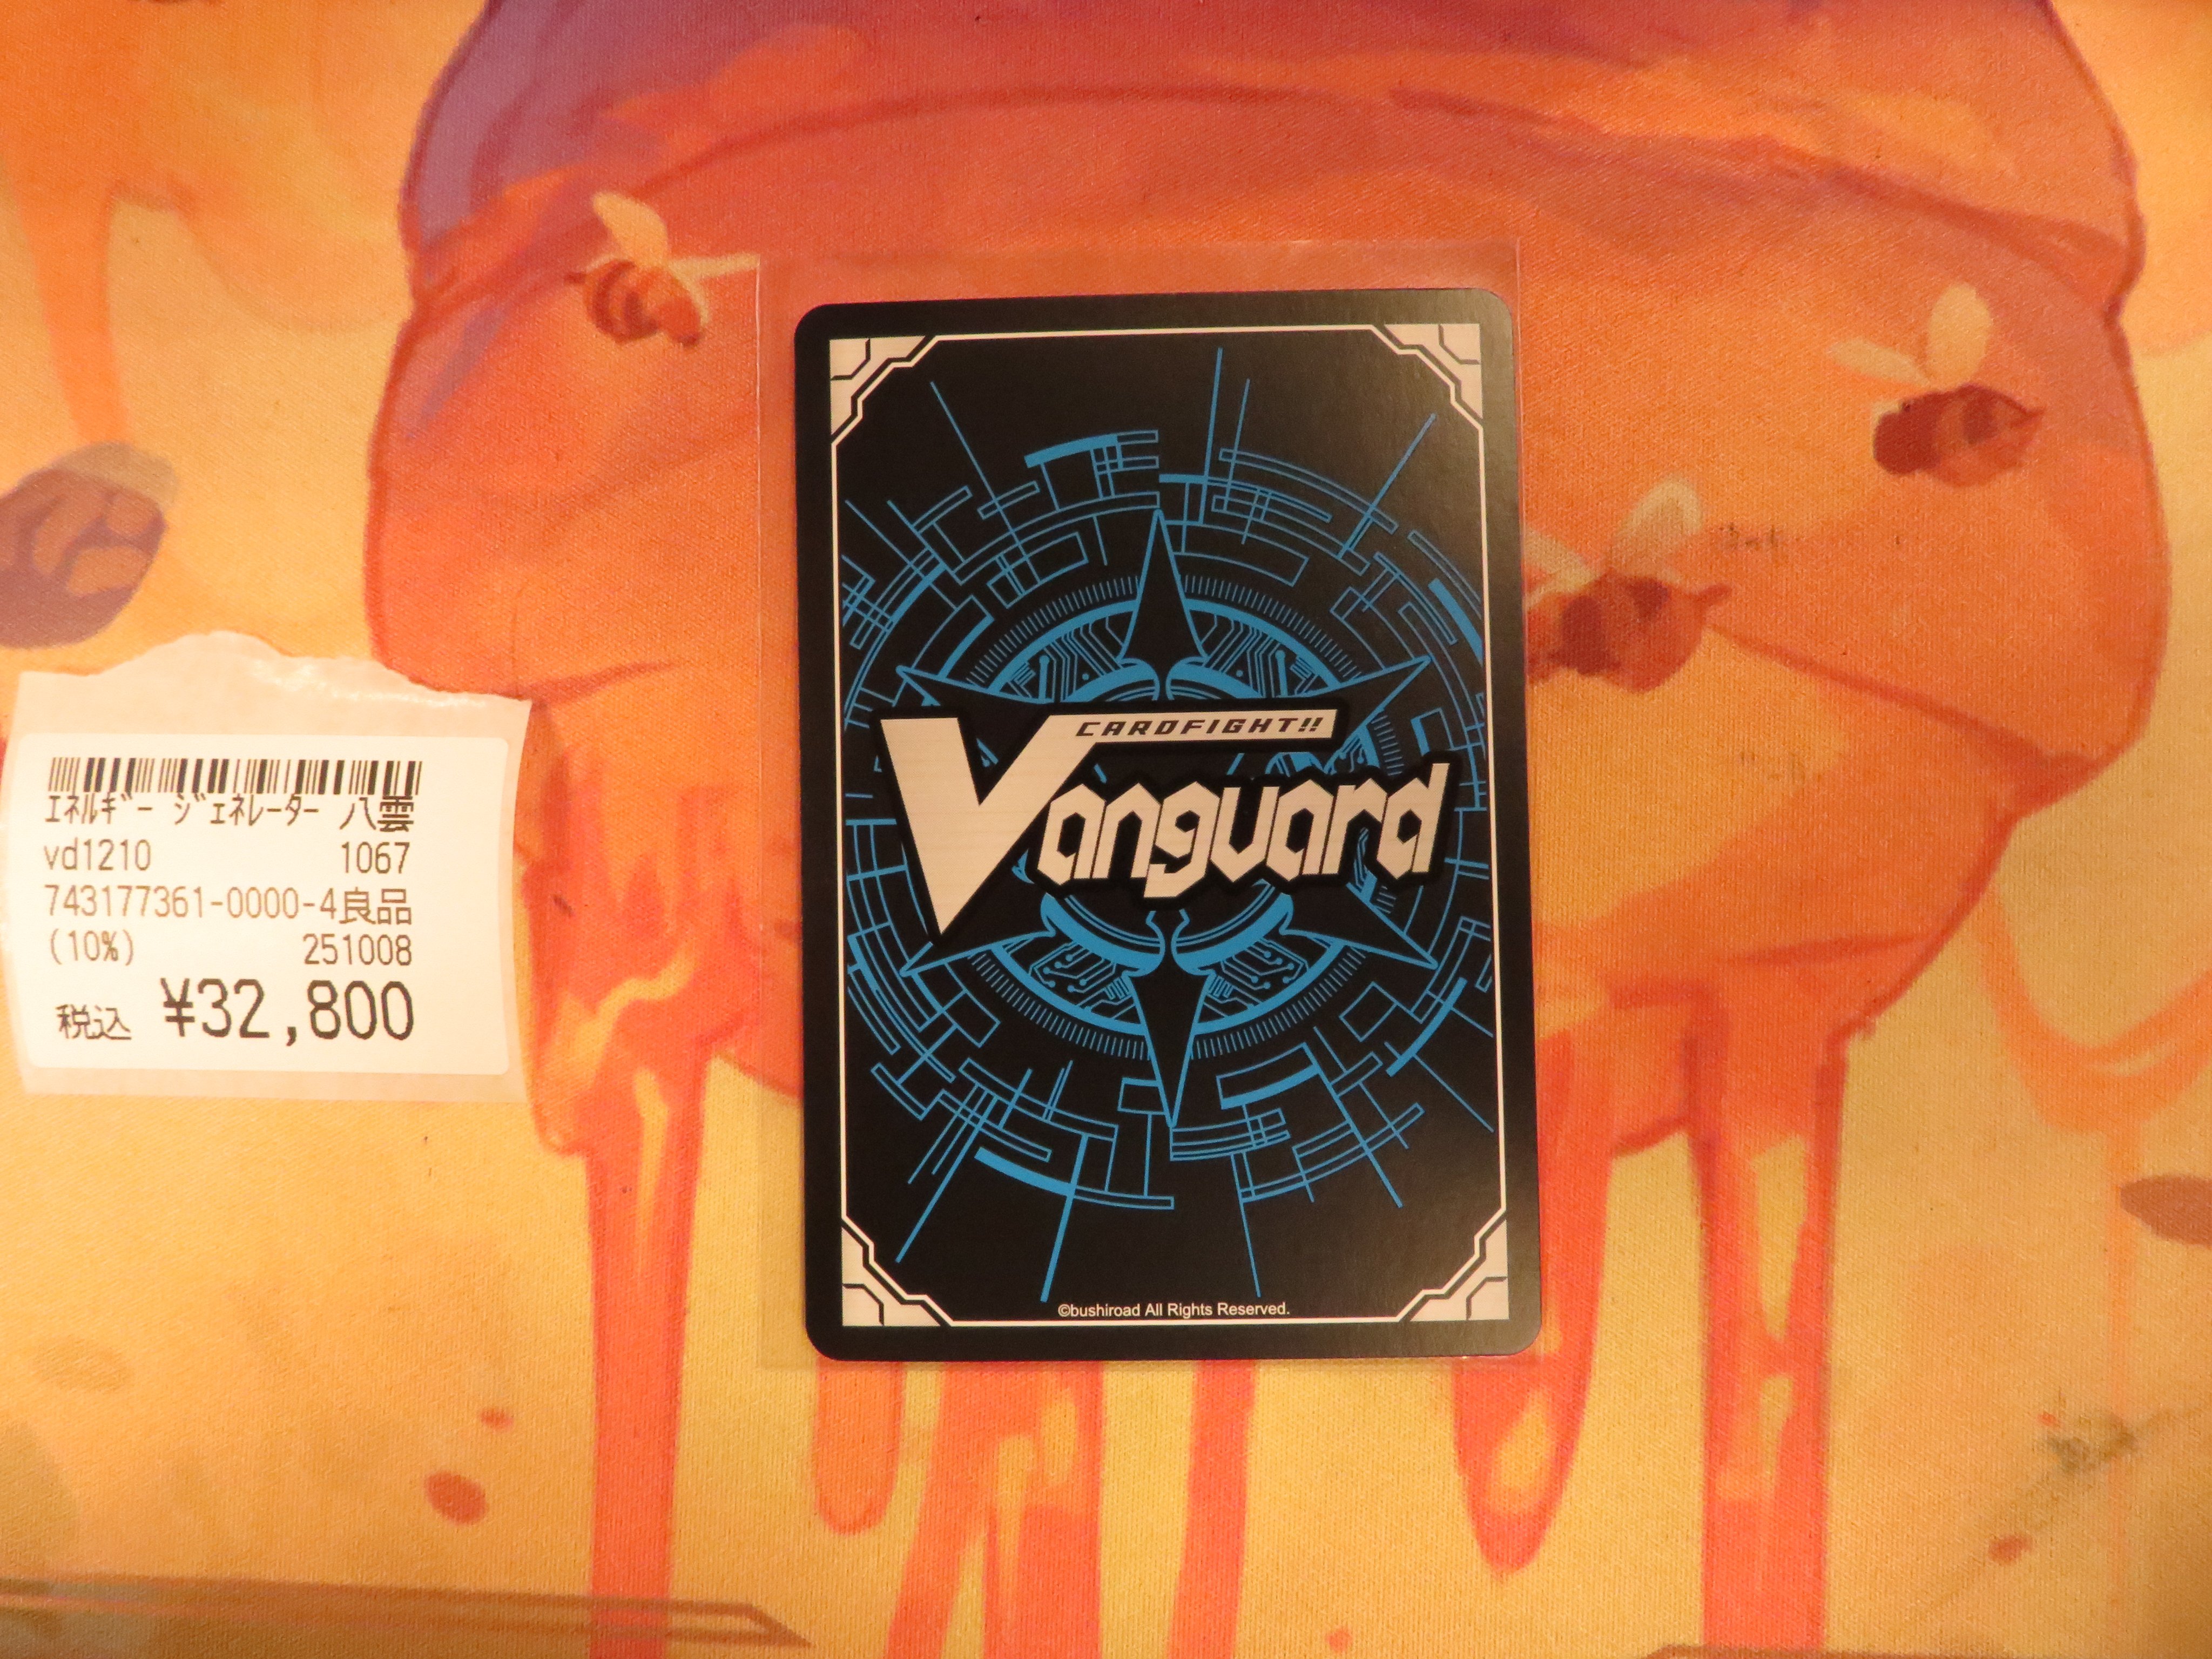 ｴﾈﾙｷﾞｰ ｼﾞｪﾈﾚｰﾀｰ 八雲
vd1210 1067
743177361-0000-4良品
(10%) 251008
税込 ¥32,800
CARDFIGHT!!
Vanguard
©bushiroad All Rights Reserved.